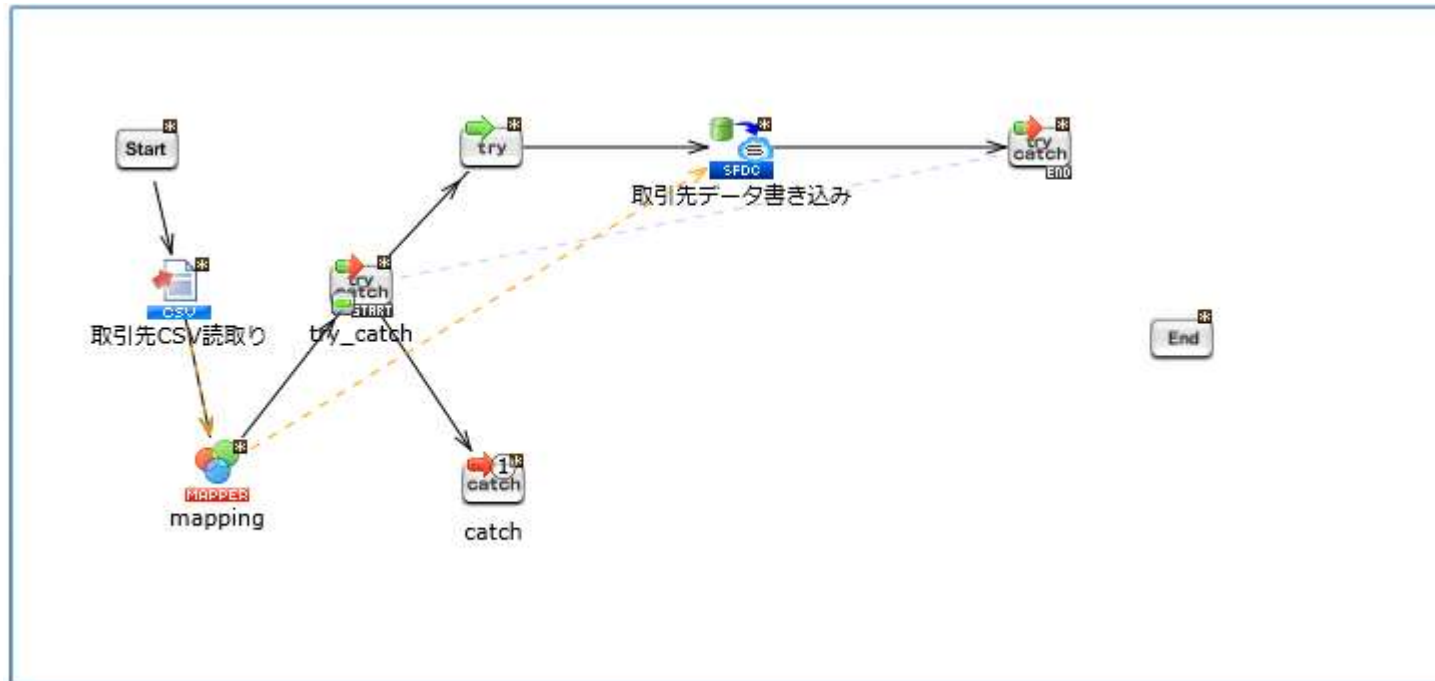 Start
try
SFDC
取引先データ書き込み
try
catch
END
CSV
取引先CSV読取り
try
catch
START
try_catch
End
MAPPER
mapping
1
catch
catch